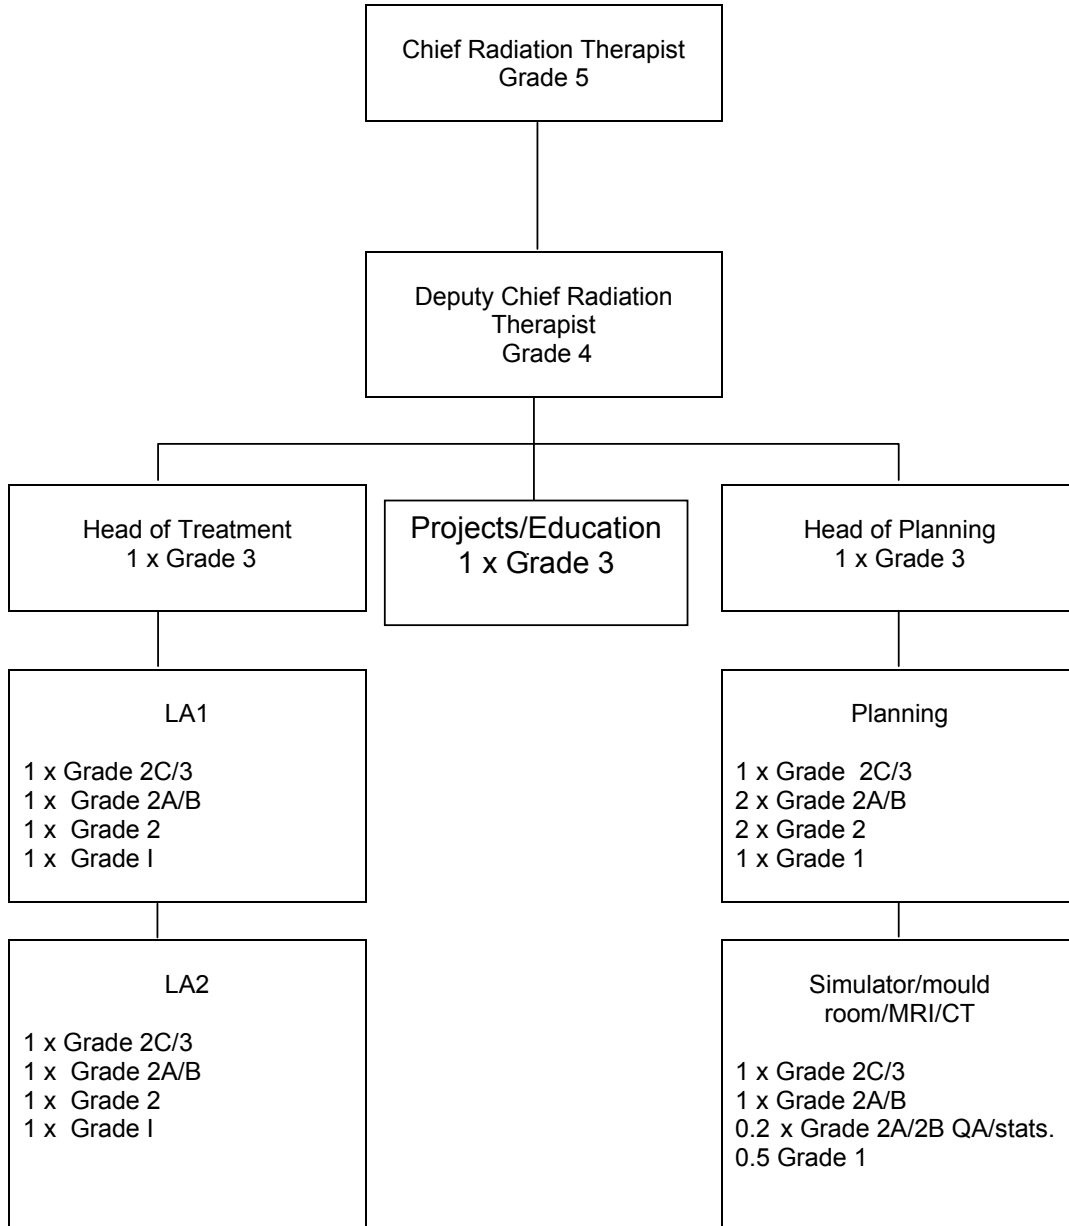 Chief Radiation Therapist
Grade 5
Deputy Chief Radiation
Therapist
Grade 4
Head of Treatment
1 x Grade 3
Projects/Education
1 x Grade 3
Head of Planning
1 x Grade 3
LA1
1 x Grade 2C/3
1 x  Grade 2A/B
1 x  Grade 2
1 x  Grade I
Planning
1 x Grade  2C/3
2 x Grade 2A/B
2 x Grade 2
1 x Grade 1
LA2
1 x Grade 2C/3
1 x  Grade 2A/B
1 x  Grade 2
1 x  Grade I
Simulator/mould
room/MRI/CT
1 x Grade 2C/3
1 x Grade 2A/B
0.2 x Grade 2A/2B QA/stats.
0.5 Grade 1